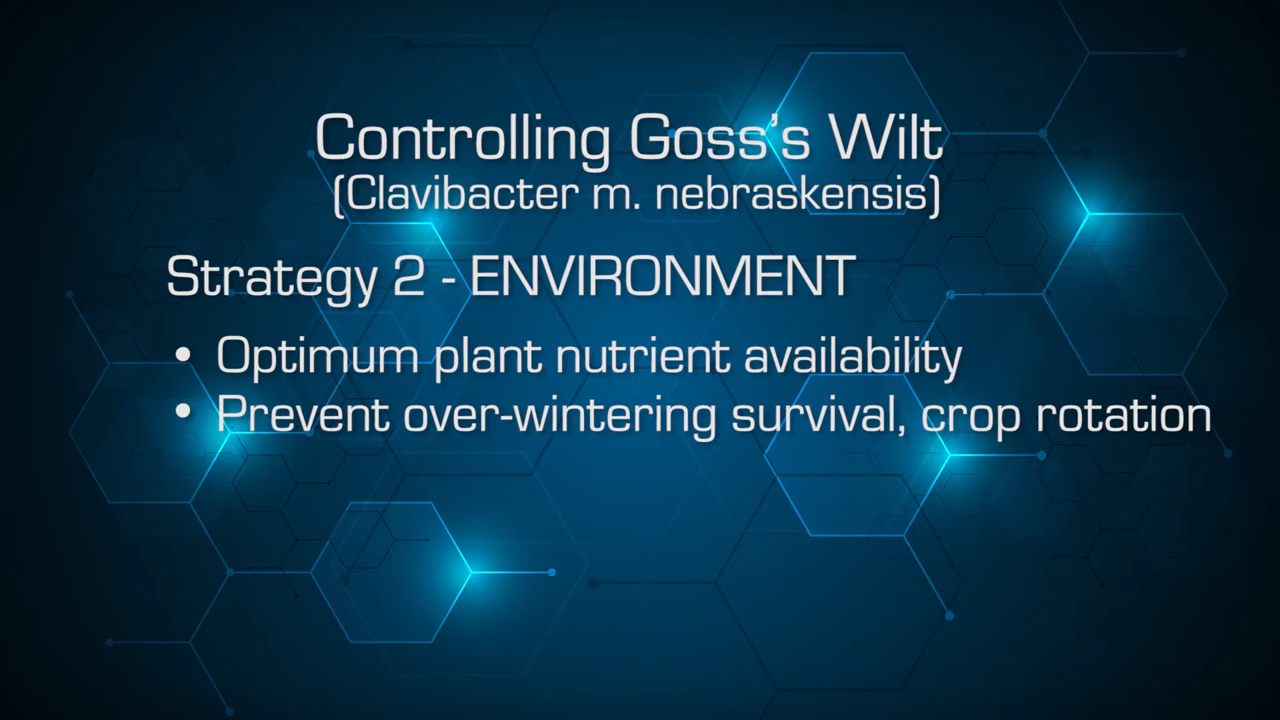 Controlling Goss's Wilt
(Clavibacter m. nebraskensis)
Strategy 2 - ENVIRONMENT
• Optimum plant nutrient availability
• Prevent over-wintering survival, crop rotation